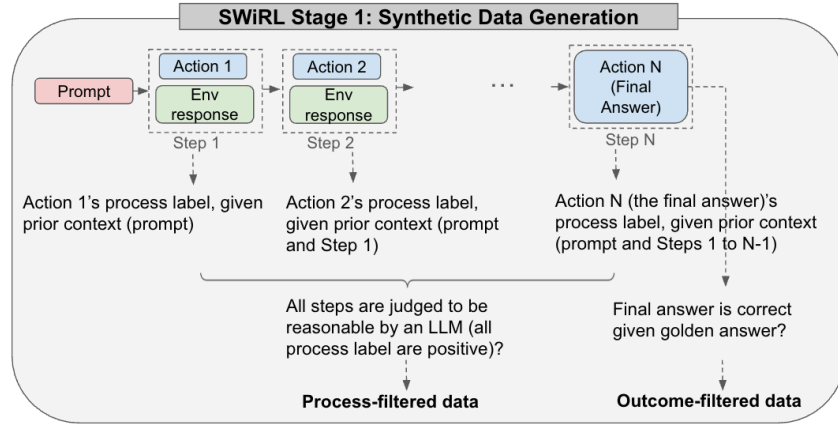 SWiRL Stage 1: Synthetic Data Generation
Prompt
Action 1
Env
response
Step 1
Action 2
Env
response
Step 2
...
Action N
(Final
Answer)
Step N
Action 1's process label, given
prior context (prompt)
Action 2's process label,
given prior context (prompt
and Step 1)
Action N (the final answer)'s
process label, given prior context
(prompt and Steps 1 to N-1)
All steps are judged to be
reasonable by an LLM (all
process label are positive)?
Final answer is correct
given golden answer?
Process-filtered data
Outcome-filtered data